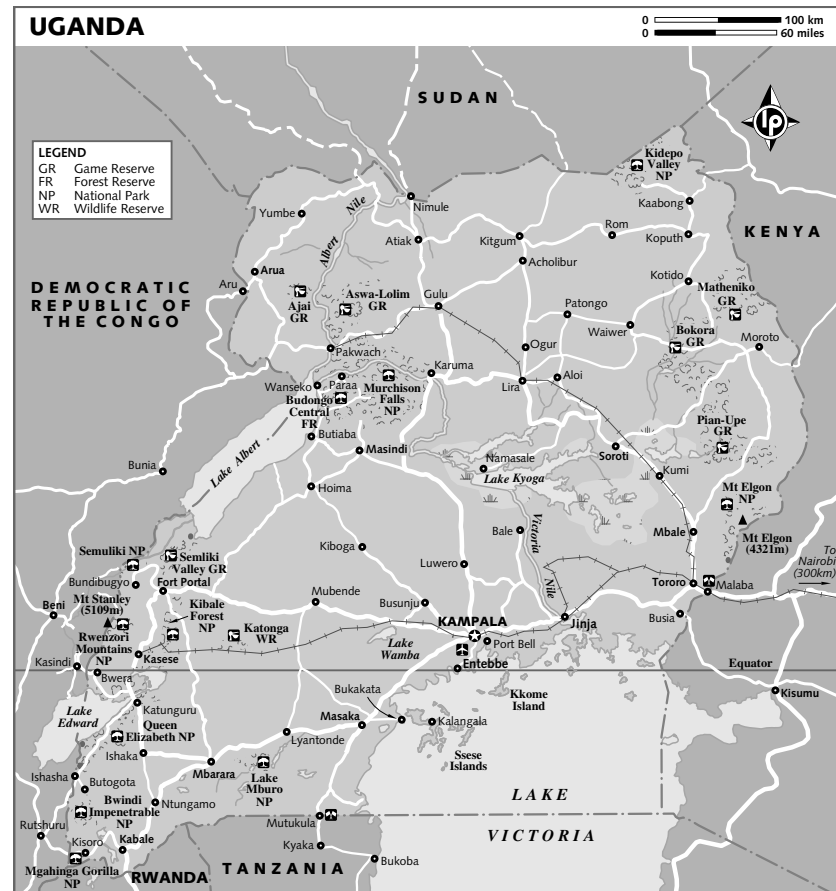 UGANDA
0 100 km
0 60 miles
SUDAN
lp
LEGEND
GR Game Reserve
FR Forest Reserve
NP National Park
WR Wildlife Reserve
Kidepo
Valley
NP
Kaabong
Nimule
Yumbe
Albert Nile
Atiak
Kitgum
Rom
Koputh
KENYA
Acholibur
Arua
Aru
DEMOCRATIC
REPUBLIC OF
THE CONGO
Kotido
Matheniko
GR
Ajai
GR
Aswa-Lolim
GR
Gulu
Patongo
Waiwer
Bokora
GR
Moroto
Pakwach
Ogur
Karuma
Wanseko
Paraa
Murchison
Falls
NP
Lira
Aloi
Budongo
Central
FR
Butiaba
Pian-Upe
GR
Masindi
Soroti
Lake Albert
Bunia
Namasale
Lake Kyoga
Kumi
Hoima
Mt Elgon
NP
Bale
Victoria
Nile
Mbale
Mt Elgon
(4321m)
Semuliki NP
Semliki
Valley GR
Kiboga
Luwero
To
Nairobi
(300km)
Bundibugyo
Fort Portal
Tororo
Malaba
Mt Stanley
(5109m)
Beni
Kibale
Forest
NP
Mubende
Busunju
Katonga
WR
KAMPALA
Jinja
Busia
Rwenzori
Mountains
NP
Kasese
Lake
Wamba
Port Bell
Kasindi
Bwera
Entebbe
Equator
Bukakata
Kkome
Island
Kisumu
Lake
Edward
Katunguru
Masaka
Kalangala
Queen
Elizabeth NP
Lyantonde
Ssese
Islands
Ishaka
Mbarara
Ishasha
Butogota
Lake
Mburo
NP
LAKE
VICTORIA
Bwindi
Impenetrable
NP
Ntungamo
Mutukula
Rutshuru
Kisoro
Kabale
Kyaka
Mgahinga Gorilla
NP
RWANDA
TANZANIA
Bukoba